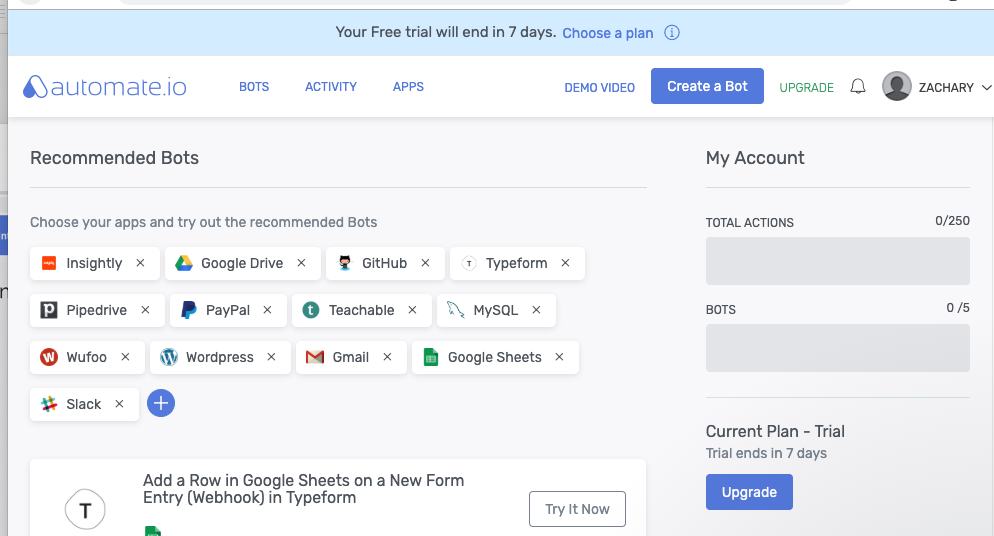 Your Free trial will end in 7 days. Choose a plan
automate.io BOTS ACTIVITY APPS DEMO VIDEO Create a Bot UPGRADE ZACHARY
Recommended Bots
Choose your apps and try out the recommended Bots
Insightly × Google Drive × GitHub × Typeform ×
Pipedrive × PayPal × Teachable × MySQL ×
Wufoo × Wordpress × Gmail × Google Sheets ×
Slack × +
T
Add a Row in Google Sheets on a New Form
Entry (Webhook) in Typeform
Try It Now
My Account
TOTAL ACTIONS 0/250
BOTS 0 /5
Current Plan - Trial
Trial ends in 7 days
Upgrade